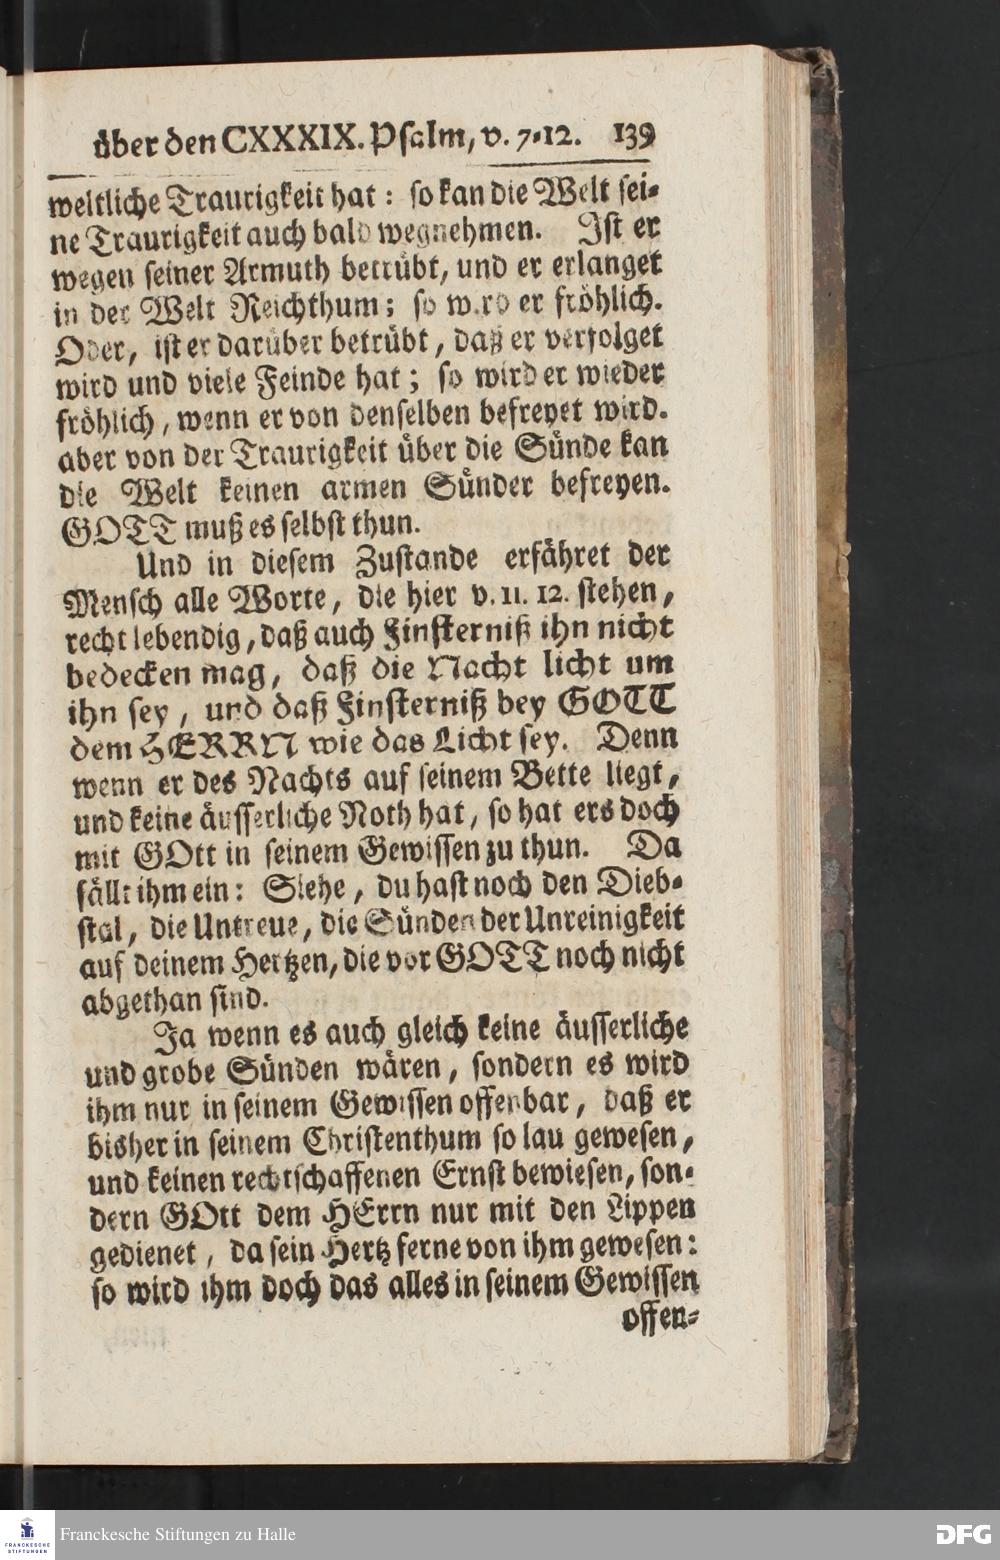 über den CXXXIX. Psalm, v. 7-12. 139
weltliche Traurigkeit hat: so kan die Welt sei-
ne Traurigkeit auch bald wegnehmen. Ist er
wegen seiner Armuth betrübt, und er erlanget
in der Welt Reichthum; so wird er fröhlich.
Oder, ist er darüber betrübt, daß er verfolget
wird und viele Feinde hat; so wird er wieder
fröhlich, wenn er von denselben befreyet wird.
aber von der Traurigkeit über die Sünde kan
die Welt keinen armen Sünder befreyen.
GOTT muß es selbst thun.
Und in diesem Zustande erfähret der
Mensch alle Worte, die hier v. 11. 12. stehen,
recht lebendig, daß auch Finsterniß ihn nicht
bedecken mag, daß die Nacht licht um
ihn sey, und daß Finsterniß bey GOTT
dem HERRN wie das Licht sey. Denn
wenn er des Nachts auf seinem Bette liegt,
und keine äusserliche Noth hat, so hat ers doch
mit GOtt in seinem Gewissen zu thun. Da
fällt ihm ein: Siehe, du hast noch den Dieb-
stal, die Untreue, die Sünden der Unreinigkeit
auf deinem Hertzen, die vor GOTT noch nicht
abgethan sind.
Ja wenn es auch gleich keine äusserliche
und grobe Sünden wären, sondern es wird
ihm nur in seinem Gewissen offenbar, daß er
bisher in seinem Christenthum so lau gewesen,
und keinen rechtschaffenen Ernst bewiesen, son-
dern GOtt dem HErrn nur mit den Lippen
gedienet, da sein Hertz ferne von ihm gewesen:
so wird ihm doch das alles in seinem Gewissen
offen-
FRANCKESCHE
STIFTUNGEN
Franckesche Stiftungen zu Halle
DFG